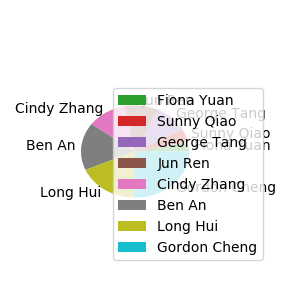 Jun Ren
George Tang
Sunny Qiao
Fiona Yuan
Cindy Zhang
Ben An
Long Hui
Gordon Cheng
Fiona Yuan
Sunny Qiao
George Tang
Jun Ren
Cindy Zhang
Ben An
Long Hui
Gordon Cheng